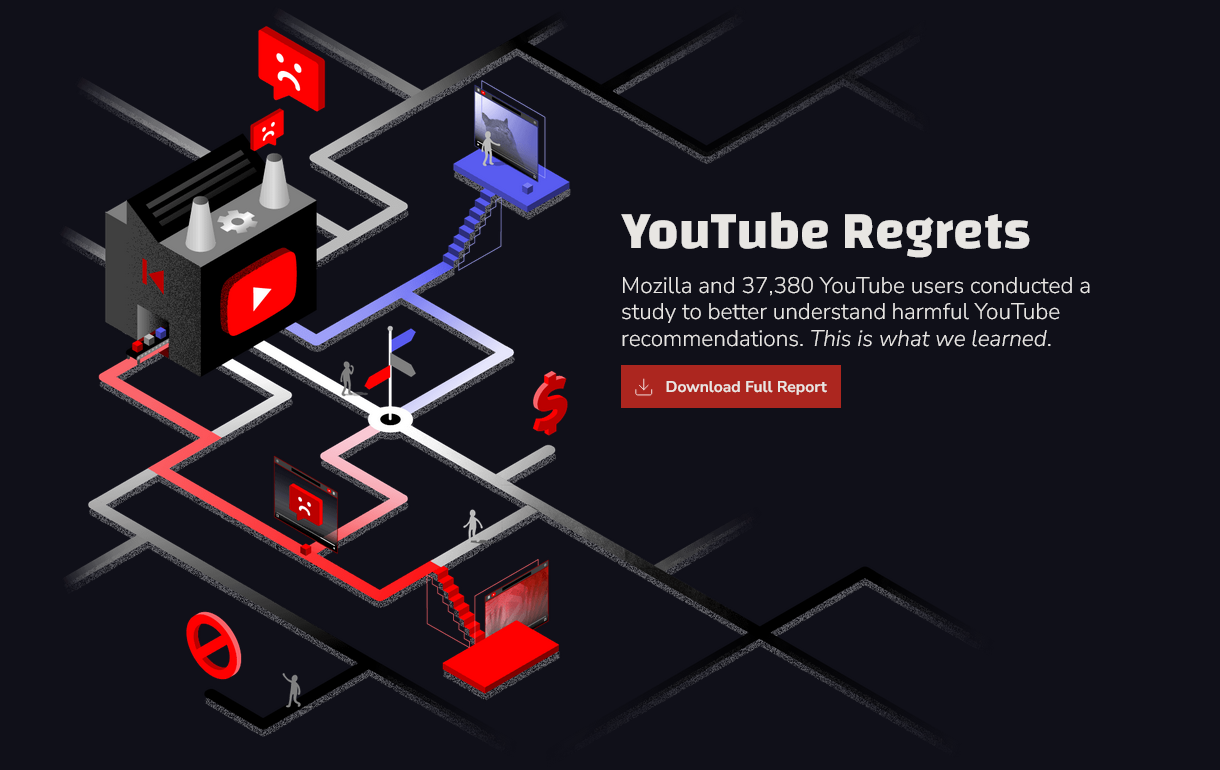 YouTube Regrets
Mozilla and 37,380 YouTube users conducted a
study to better understand harmful YouTube
recommendations. This is what we learned.
Download Full Report